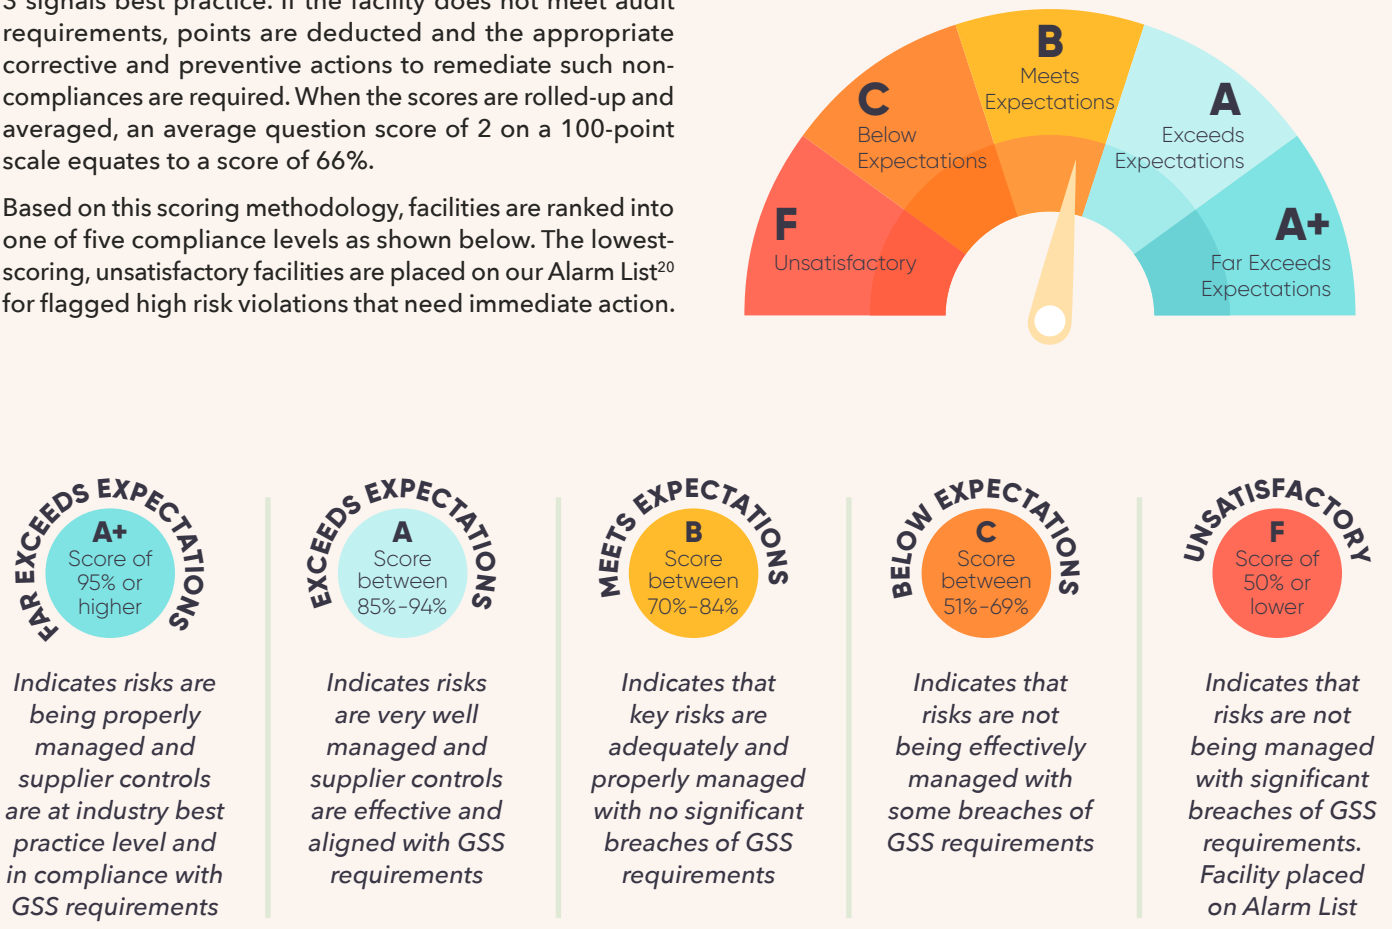 3 signals best practice. If the facility does not meet audit
requirements, points are deducted and the appropriate
corrective and preventive actions to remediate such non-
compliances are required. When the scores are rolled-up and
averaged, an average question score of 2 on a 100-point
scale equates to a score of 66%.
Based on this scoring methodology, facilities are ranked into
one of five compliance levels as shown below. The lowest-
scoring, unsatisfactory facilities are placed on our Alarm List20
for flagged high risk violations that need immediate action.
F
Unsatisfactory
C
Below
Expectations
B
Meets
Expectations
A
Exceeds
Expectations
A+
Far Exceeds
Expectations
FAR EXCEEDS EXPECTATIONS
A+
Score of
95% or
higher
Indicates risks are
being properly
managed and
supplier controls
are at industry best
practice level and
in compliance with
GSS requirements
EXCEEDS EXPECTATIONS
A
Score
between
85%–94%
Indicates risks
are very well
managed and
supplier controls
are effective and
aligned with GSS
requirements
MEETS EXPECTATIONS
B
Score
between
70%–84%
Indicates that
key risks are
adequately and
properly managed
with no significant
breaches of GSS
requirements
BELOW EXPECTATIONS
C
Score
between
51%–69%
Indicates that
risks are not
being effectively
managed with
some breaches of
GSS requirements
UNSATISFACTORY
F
Score of
50% or
lower
Indicates that
risks are not
being managed
with significant
breaches of GSS
requirements.
Facility placed
on Alarm List